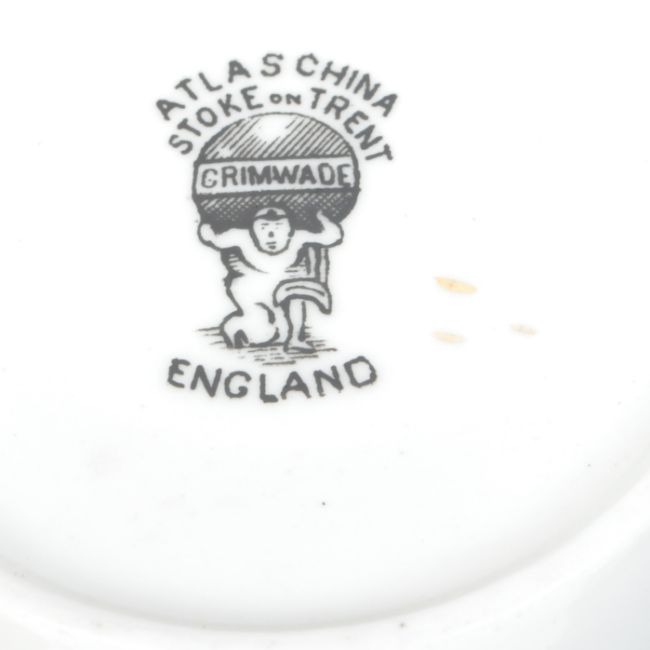 ATLAS CHINA
STOKE ON TRENT
GRIMWADE
ENGLAND